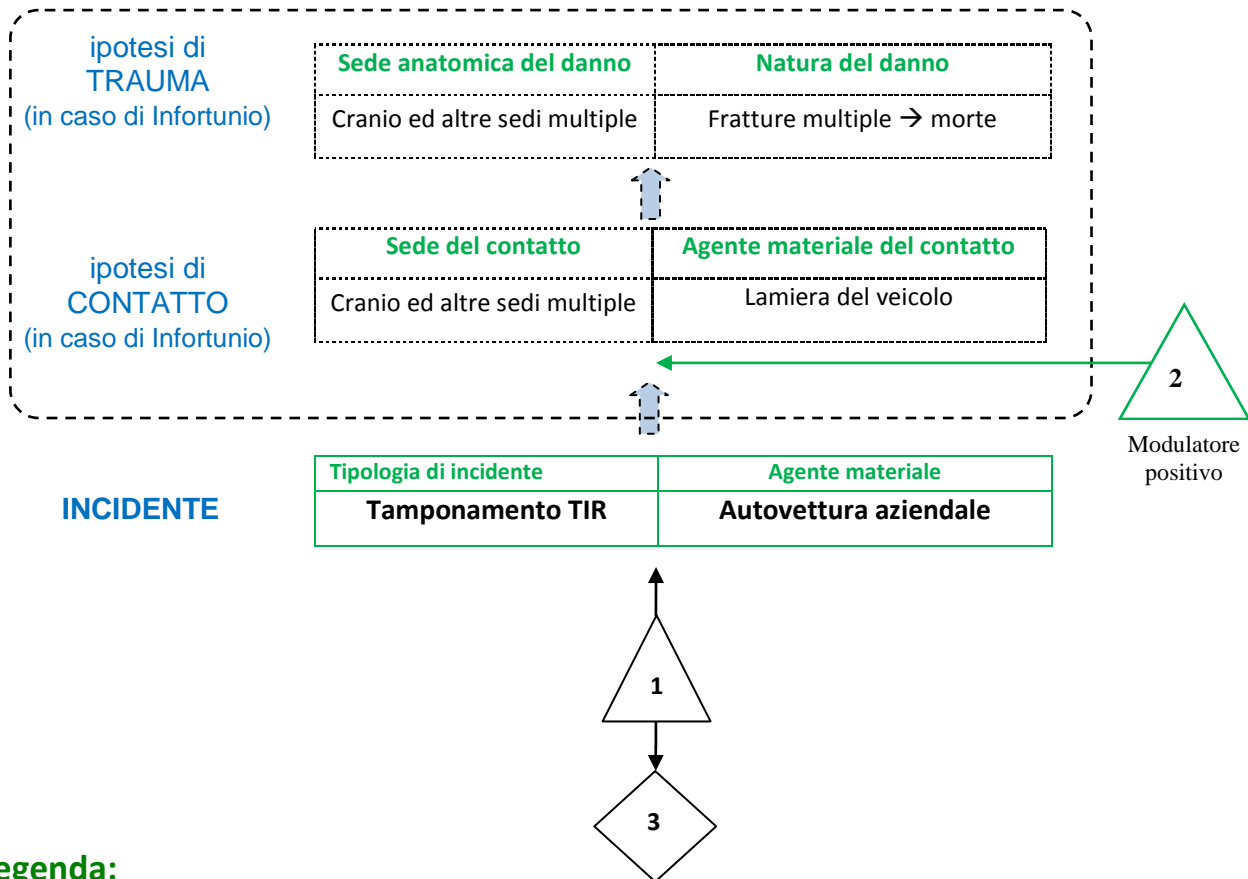 ipotesi di
TRAUMA
(in caso di Infortunio)
Sede anatomica del danno
Natura del danno
Cranio ed altre sedi multiple
Fratture multiple → morte
ipotesi di
CONTATTO
(in caso di Infortunio)
Sede del contatto
Agente materiale del contatto
Cranio ed altre sedi multiple
Lamiera del veicolo
2
Modulatore
positivo
INCIDENTE
Tipologia di incidente
Agente materiale
Tamponamento TIR
Autovettura aziendale
1
3
egenda: